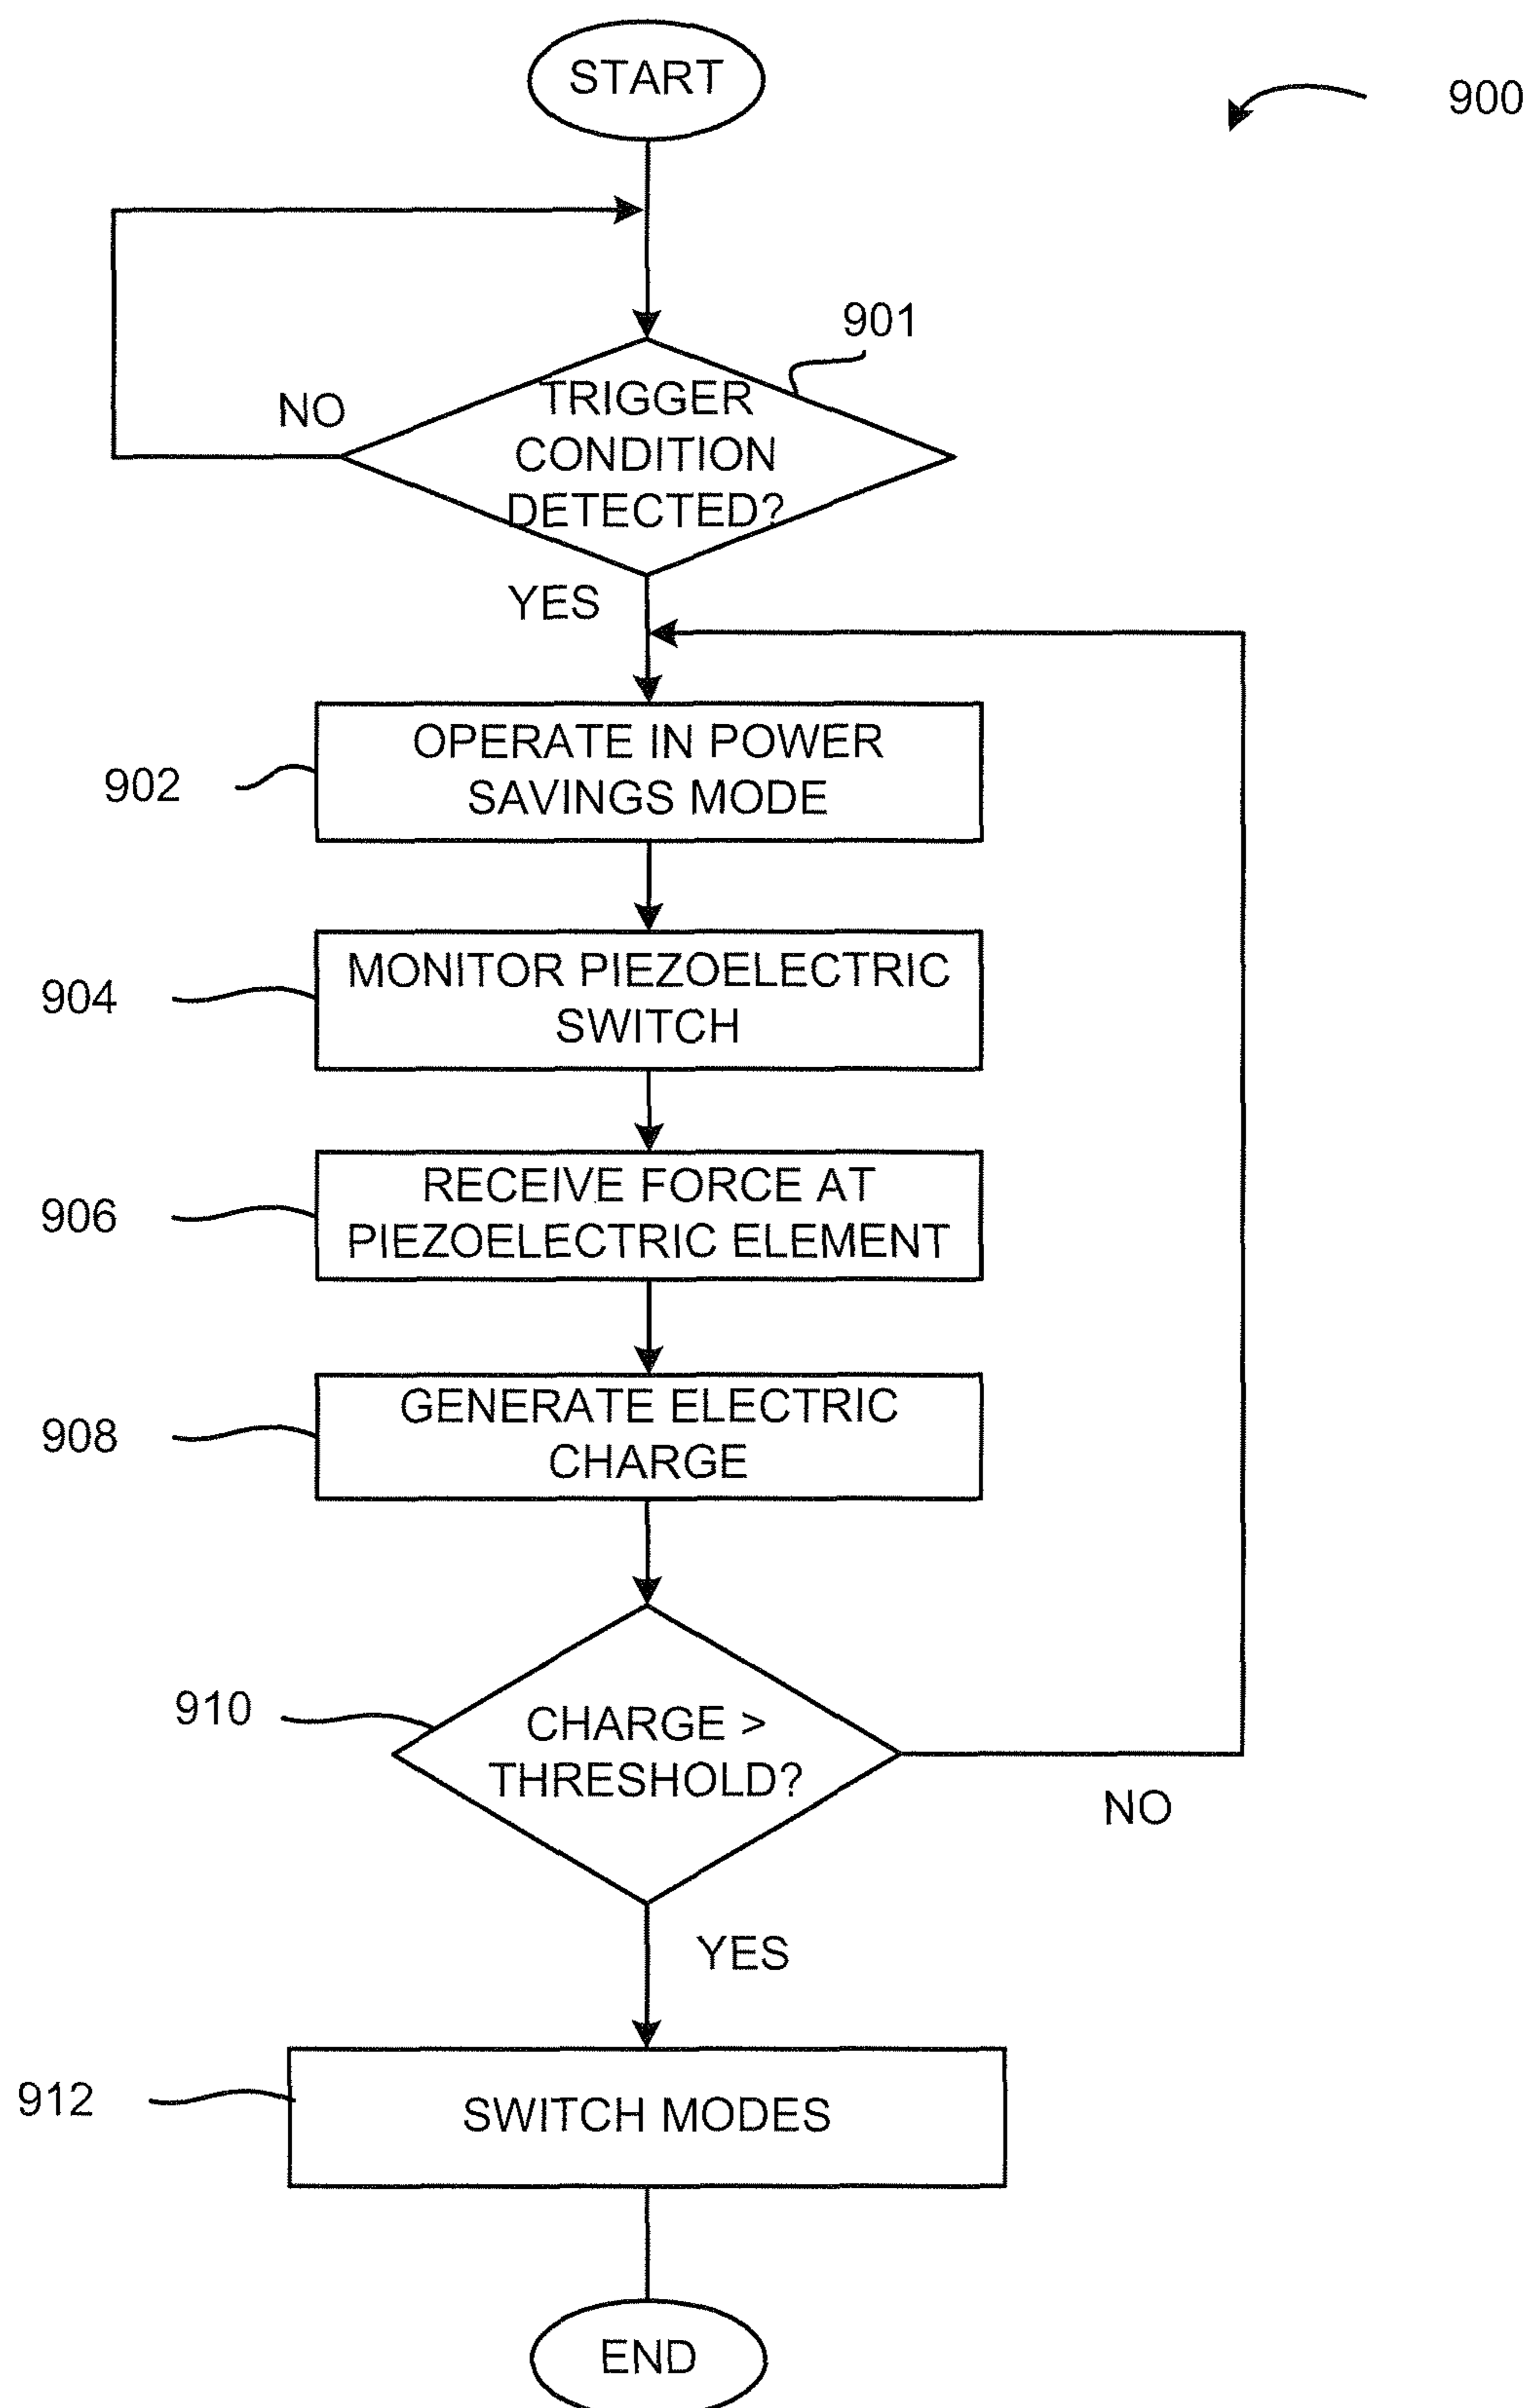 START
900
901
NO
TRIGGER
CONDITION
DETECTED?
YES
902
OPERATE IN POWER
SAVINGS MODE
904
MONITOR PIEZOELECTRIC
SWITCH
906
RECEIVE FORCE AT
PIEZOELECTRIC ELEMENT
908
GENERATE ELECTRIC
CHARGE
910
CHARGE >
THRESHOLD?
NO
YES
912
SWITCH MODES
END